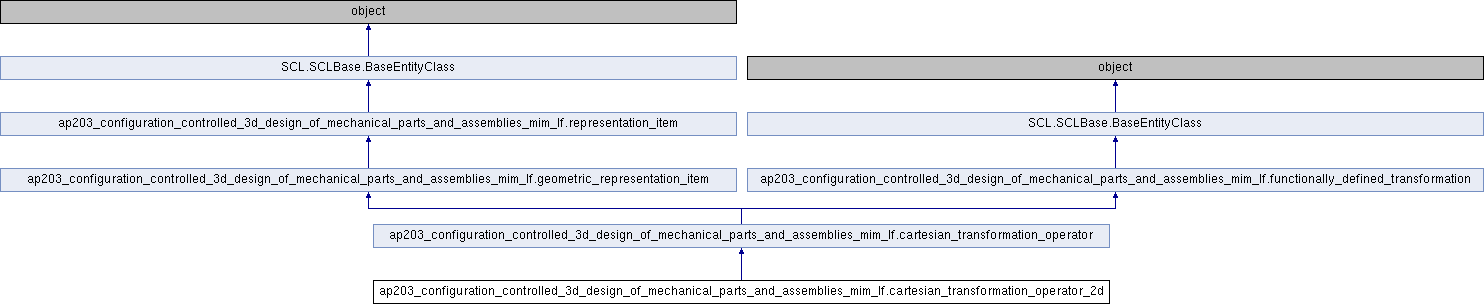 object
SCL.SCLBase.BaseEntityClass
object
ap203_configuration_controlled_3d_design_of_mechanical_parts_and_assemblies_mim_lf.representation_item
SCL.SCLBase.BaseEntityClass
ap203_configuration_controlled_3d_design_of_mechanical_parts_and_assemblies_mim_lf.geometric_representation_item
ap203_configuration_controlled_3d_design_of_mechanical_parts_and_assemblies_mim_lf.functionally_defined_transformation
ap203_configuration_controlled_3d_design_of_mechanical_parts_and_assemblies_mim_lf.cartesian_transformation_operator
ap203_configuration_controlled_3d_design_of_mechanical_parts_and_assemblies_mim_lf.cartesian_transformation_operator_2d